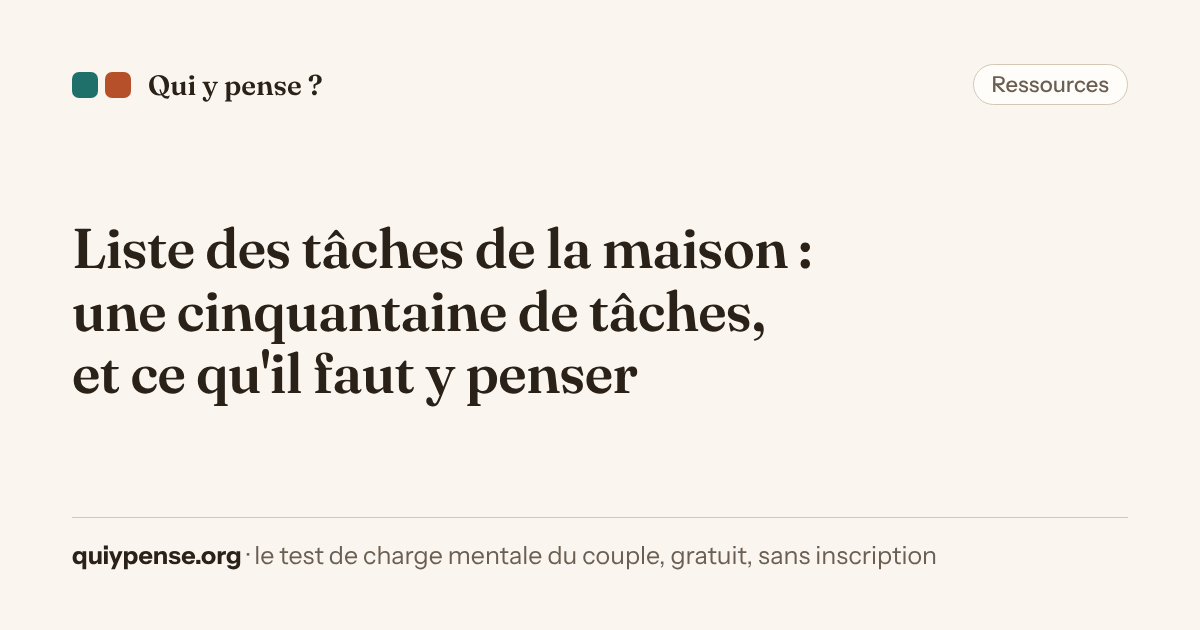 Qui y pense ?
Ressources
Liste des tâches de la maison :
une cinquantaine de tâches,
et ce qu'il faut y penser
quiypense.org · le test de charge mentale du couple, gratuit, sans inscription